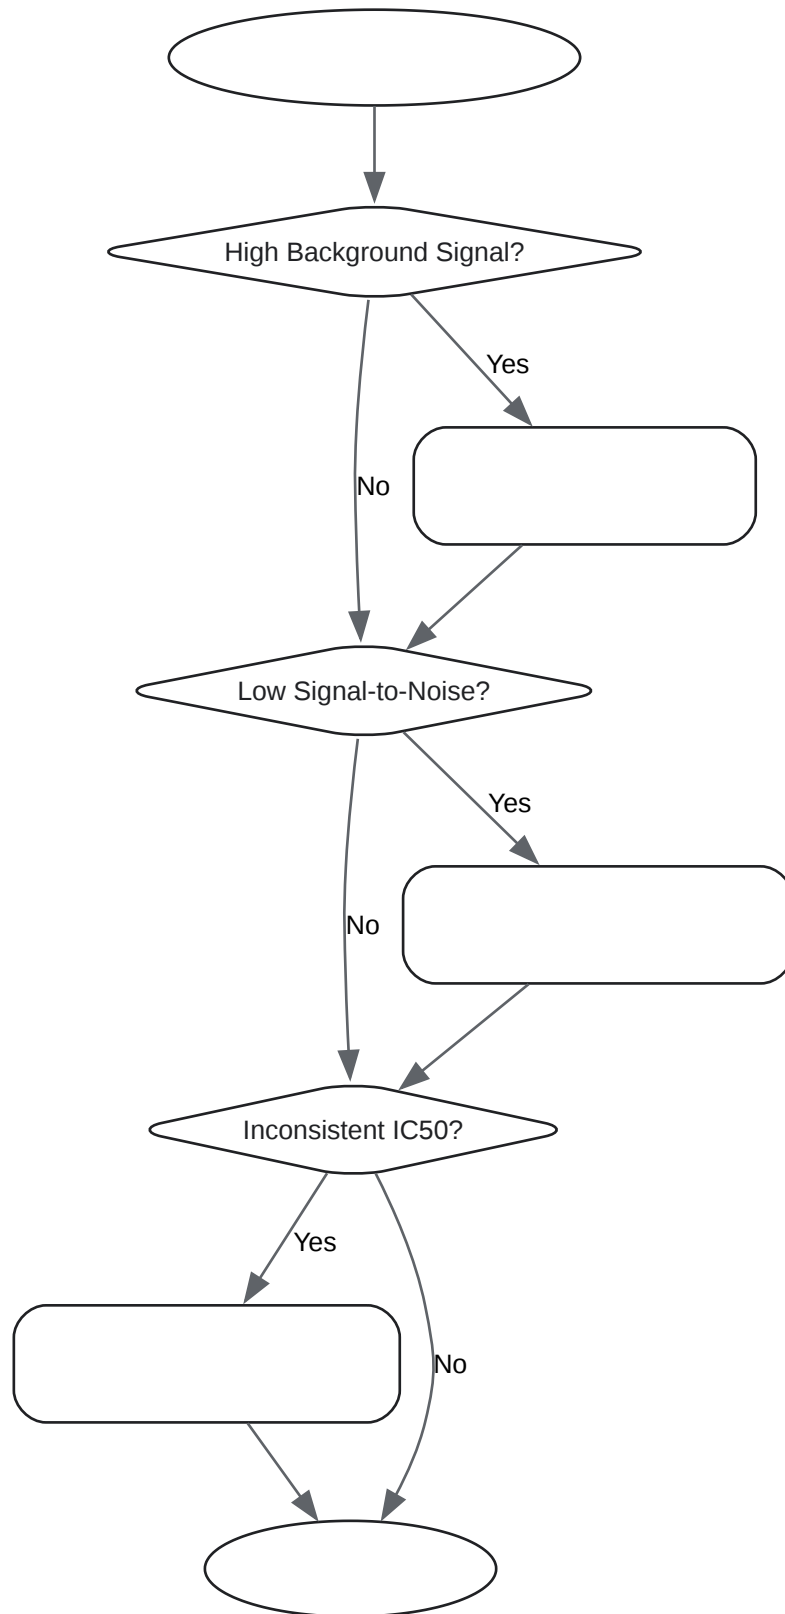 High Background Signal?
Yes
No
Low Signal-to-Noise?
Yes
No
Inconsistent IC50?
Yes
No